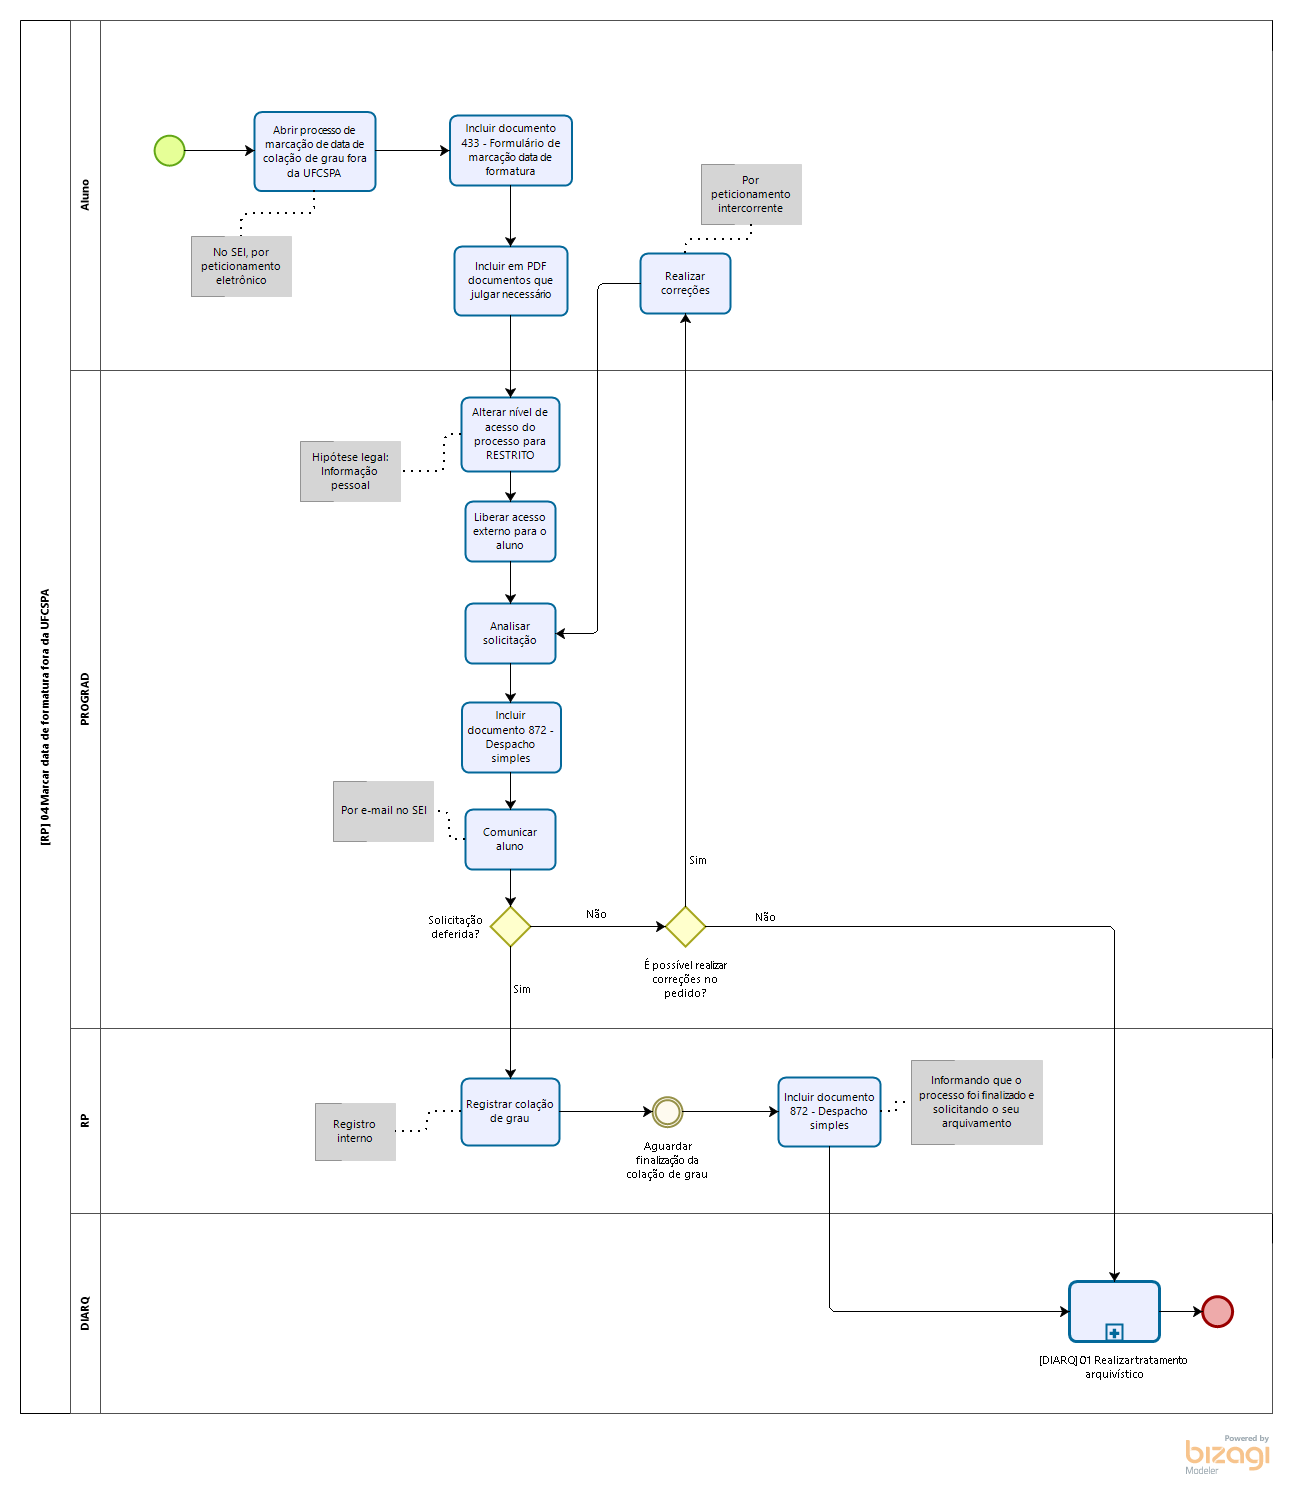 [RP] 04 Marcar data de formatura fora da UFCSPA
Aluno
Abrir processo de
marcação de data de
colação de grau fora
da UFCSPA
Incluir documento
433 - Formulário de
marcação data de
formatura
Por
peticionamento
intercorrente
No SEI, por
peticionamento
eletrônico
Incluir em PDF
documentos que
julgar necessário
Realizar
correções
PROGRAD
Alterar nível de
acesso do
processo para
RESTRITO
Hipótese legal:
Informação
pessoal
Liberar acesso
externo para o
aluno
Analisar
solicitação
Incluir
documento 872 -
Despacho
simples
Por e-mail no SEI
Comunicar
aluno
Sim
Solicitação
deferida?
Não
Não
É possível realizar
correções no
pedido?
Sim
RP
Registrar colação
de grau
Registro
interno
Aguardar
finalização da
colação de grau
Incluir documento
872 - Despacho
simples
Informando que o
processo foi finalizado e
solicitando o seu
arquivamento
DIARQ
[DIARQ] 01 Realizar tratamento
arquivístico
Powered by
bizagi
Modeler